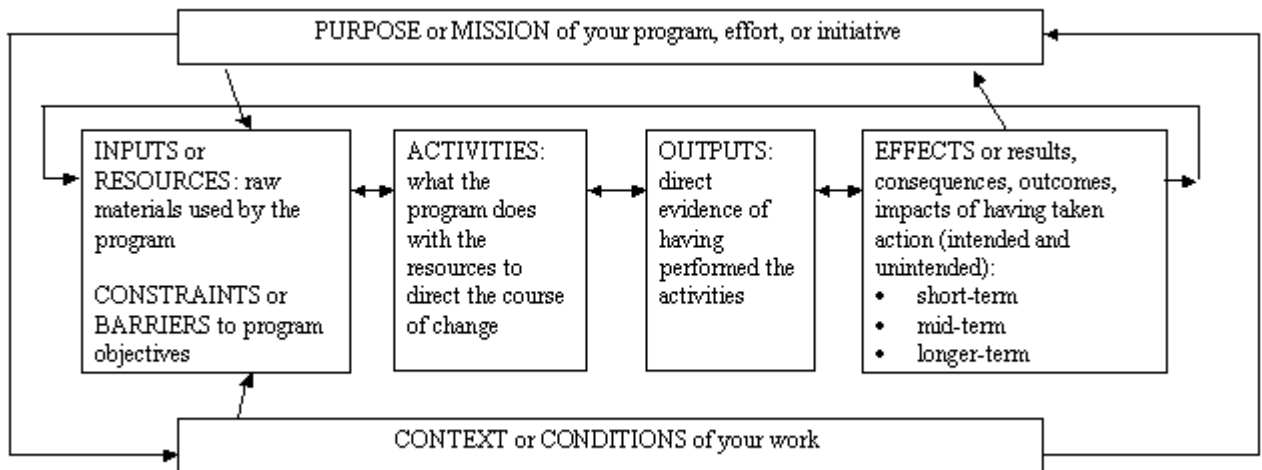 PURPOSE or MISSION of your program, effort, or initiative
INPUTS or
RESOURCES: raw
materials used by the
program
CONSTRAINTS or
BARRIERS to program
objectives
ACTIVITIES:
what the
program does
with the
resources to
direct the course
of change
OUTPUTS:
direct
evidence of
having
performed the
activities
EFFECTS or results,
consequences, outcomes,
impacts of having taken
action (intended and
unintended):
• short-term
• mid-term
• longer-term
CONTEXT or CONDITIONS of your work